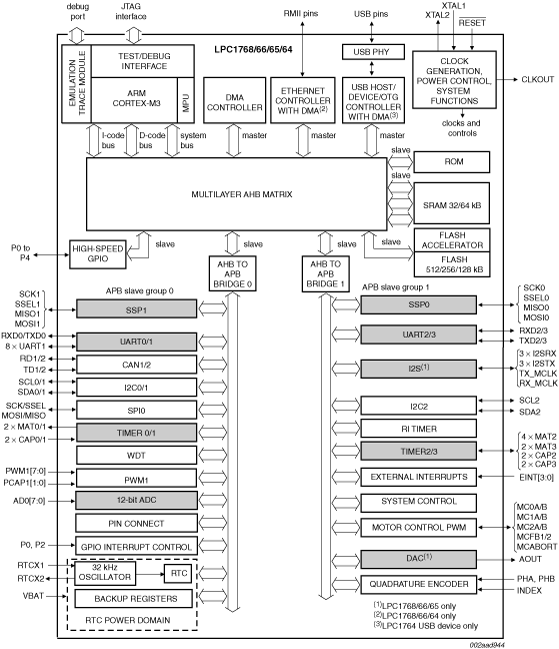 debug port
JTAG interface
RMII pins
USB pins
XTAL1
XTAL2
RESET
LPC1768/66/65/64
EMULATION TRACE MODULE
TEST/DEBUG INTERFACE
ARM CORTEX-M3
MPU
DMA CONTROLLER
ETHERNET CONTROLLER WITH DMA(2)
USB PHY
USB HOST/DEVICE/OTG CONTROLLER WITH DMA(3)
CLOCK GENERATION, POWER CONTROL, SYSTEM FUNCTIONS
CLKOUT
clocks and controls
I-code bus
D-code bus
system bus
master
master
master
MULTILAYER AHB MATRIX
slave
ROM
slave
SRAM 32/64 kB
FLASH ACCELERATOR
FLASH 512/256/128 kB
slave
P0 to P4
HIGH-SPEED GPIO
slave
slave
slave
AHB TO APB BRIDGE 0
AHB TO APB BRIDGE 1
APB slave group 0
APB slave group 1
SCK1
SSEL1
MISO1
MOSI1
SSP1
RXD0/TXD0
8 × UART1
UART0/1
RD1/2
TD1/2
CAN1/2
SCL0/1
SDA0/1
I2C0/1
SCK/SSEL
MOSI/MISO
SPI0
2 × MAT0/1
2 × CAP0/1
TIMER 0/1
WDT
PWM1[7:0]
PCAP1[1:0]
PWM1
AD0[7:0]
12-bit ADC
PIN CONNECT
P0, P2
GPIO INTERRUPT CONTROL
RTCX1
RTCX2
32 kHz OSCILLATOR
RTC
VBAT
BACKUP REGISTERS
RTC POWER DOMAIN
SSP0
SCK0
SSEL0
MISO0
MOSI0
UART2/3
RXD2/3
TXD2/3
I2S(1)
3 × I2SRX
3 × I2STX
TX_MCLK
RX_MCLK
I2C2
SCL2
SDA2
RI TIMER
TIMER2/3
4 × MAT2
2 × MAT3
2 × CAP2
2 × CAP3
EXTERNAL INTERRUPTS
EINT[3:0]
SYSTEM CONTROL
MOTOR CONTROL PWM
MC0A/B
MC1A/B
MC2A/B
MCFB1/2
MCABORT
DAC(1)
AOUT
QUADRATURE ENCODER
PHA, PHB
INDEX
(1)LPC1768/66/65 only
(2)LPC1768/66/64 only
(3)LPC1764 USB device only
002aad944